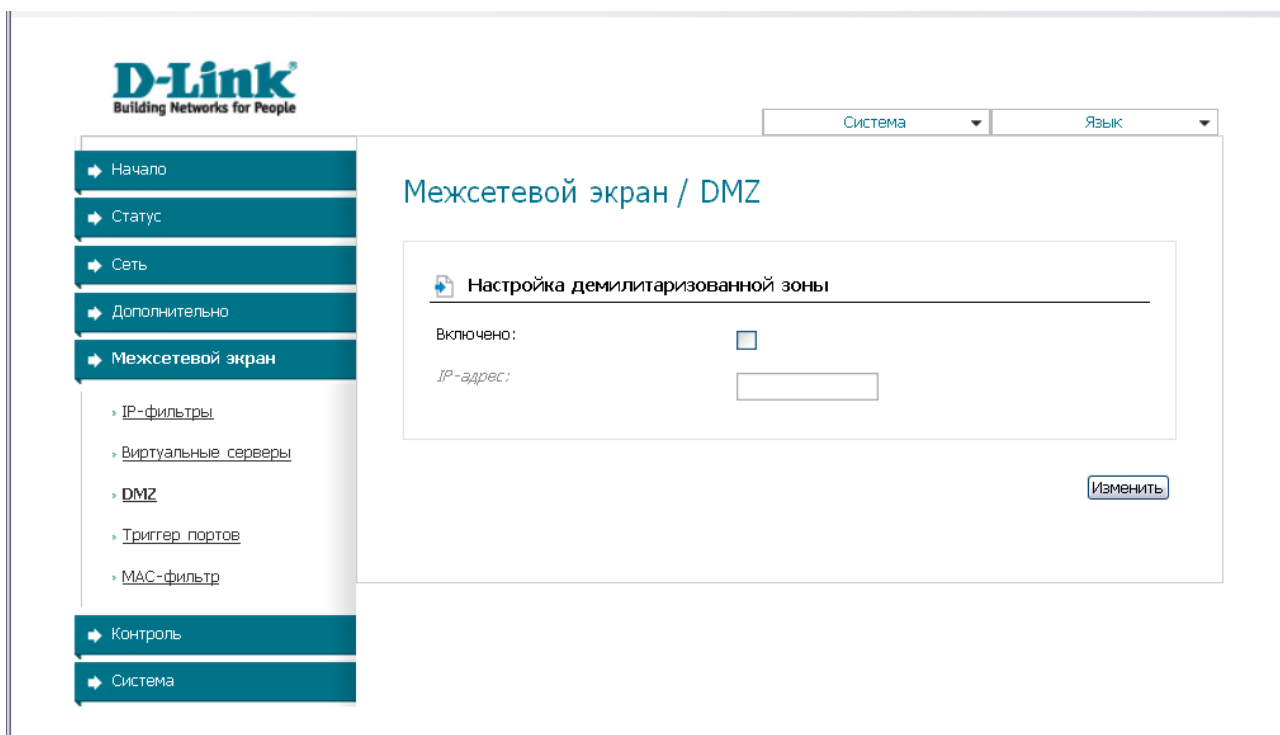 D-Link
Building Networks for People
Система
Язык
Начало
Статус
Сеть
Дополнительно
Межсетевой экран
IP-фильтры
Виртуальные серверы
DMZ
Триггер портов
MAC-фильтр
Контроль
Система
Межсетевой экран / DMZ
Настройка демилитаризованной зоны
Включено:
IP-адрес:
Изменить